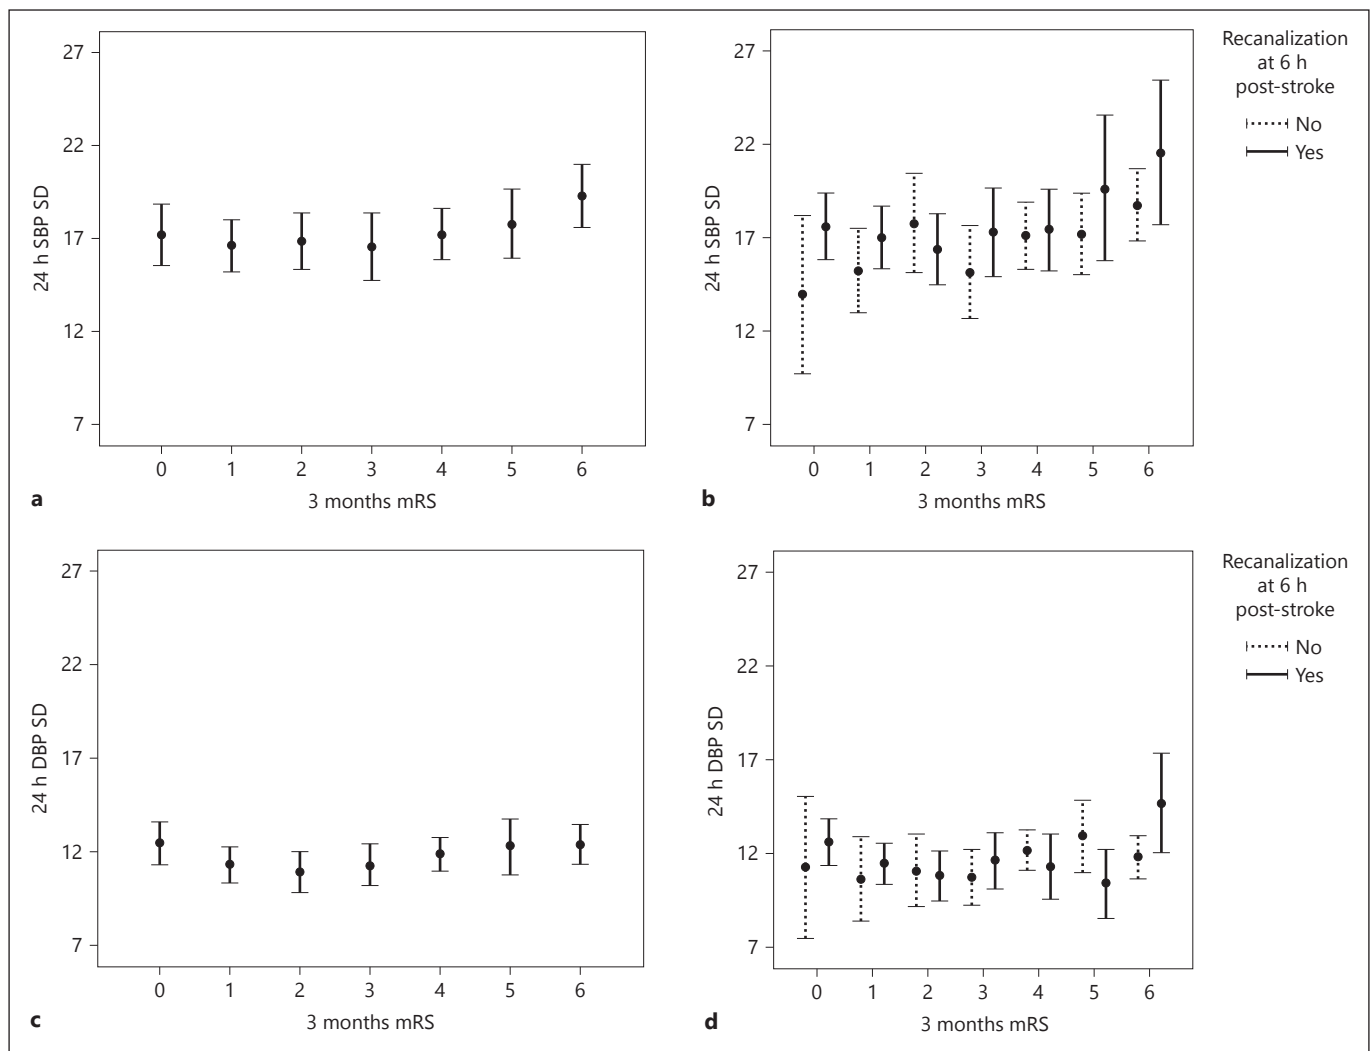 27
22
17
12
7
24 h SBP SD
0 1 2 3 4 5 6
3 months mRS
a
27
22
17
12
7
24 h SBP SD
0 1 2 3 4 5 6
3 months mRS
b
Recanalization
at 6 h
post-stroke
No
Yes
27
22
17
12
7
24 h DBP SD
0 1 2 3 4 5 6
3 months mRS
c
27
22
17
12
7
24 h DBP SD
0 1 2 3 4 5 6
3 months mRS
d
Recanalization
at 6 h
post-stroke
No
Yes